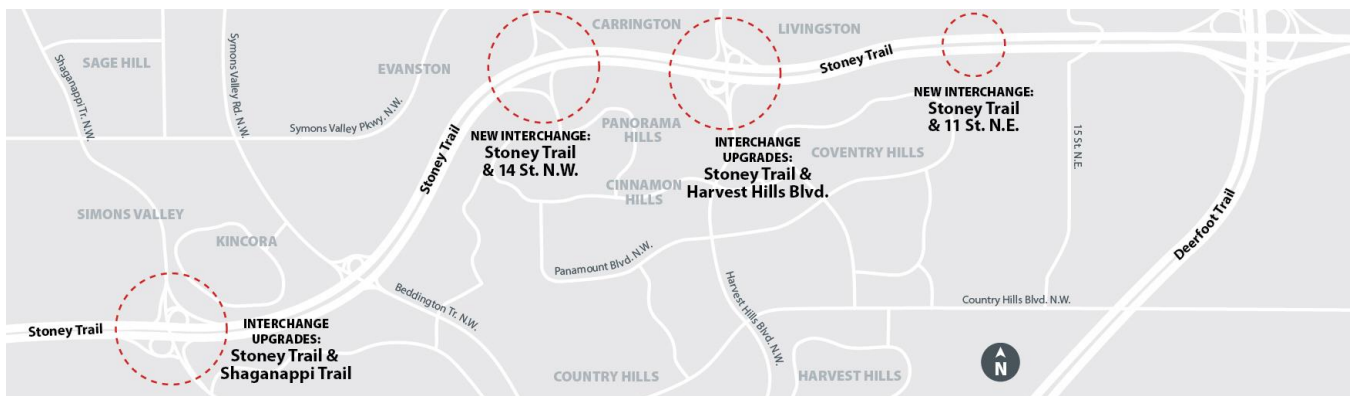 CARRINGTON
LIVINGSTON
SAGE HILL
Shaganappi Tr. N.W.
Symons Valley Rd. N.W.
EVANSTON
Stoney Trail
Symons Valley Pkwy. N.W.
NEW INTERCHANGE:
Stoney Trail
& 14 St. N.W.
PANORAMA
HILLS
INTERCHANGE
UPGRADES:
Stoney Trail &
Harvest Hills Blvd.
NEW INTERCHANGE:
Stoney Trail
& 11 St. N.E.
COVENTRY HILLS
15 St. N.E.
Stoney Trail
CINNAMON
HILLS
SIMONS VALLEY
KINCORA
Deerfoot Trail
Panamount Blvd. N.W.
Beddington Tr. N.W.
Harvest Hills Blvd. N.W.
Country Hills Blvd. N.W.
Stoney Trail
INTERCHANGE
UPGRADES:
Stoney Trail &
Shaganappi Trail
COUNTRY HILLS
HARVEST HILLS
N